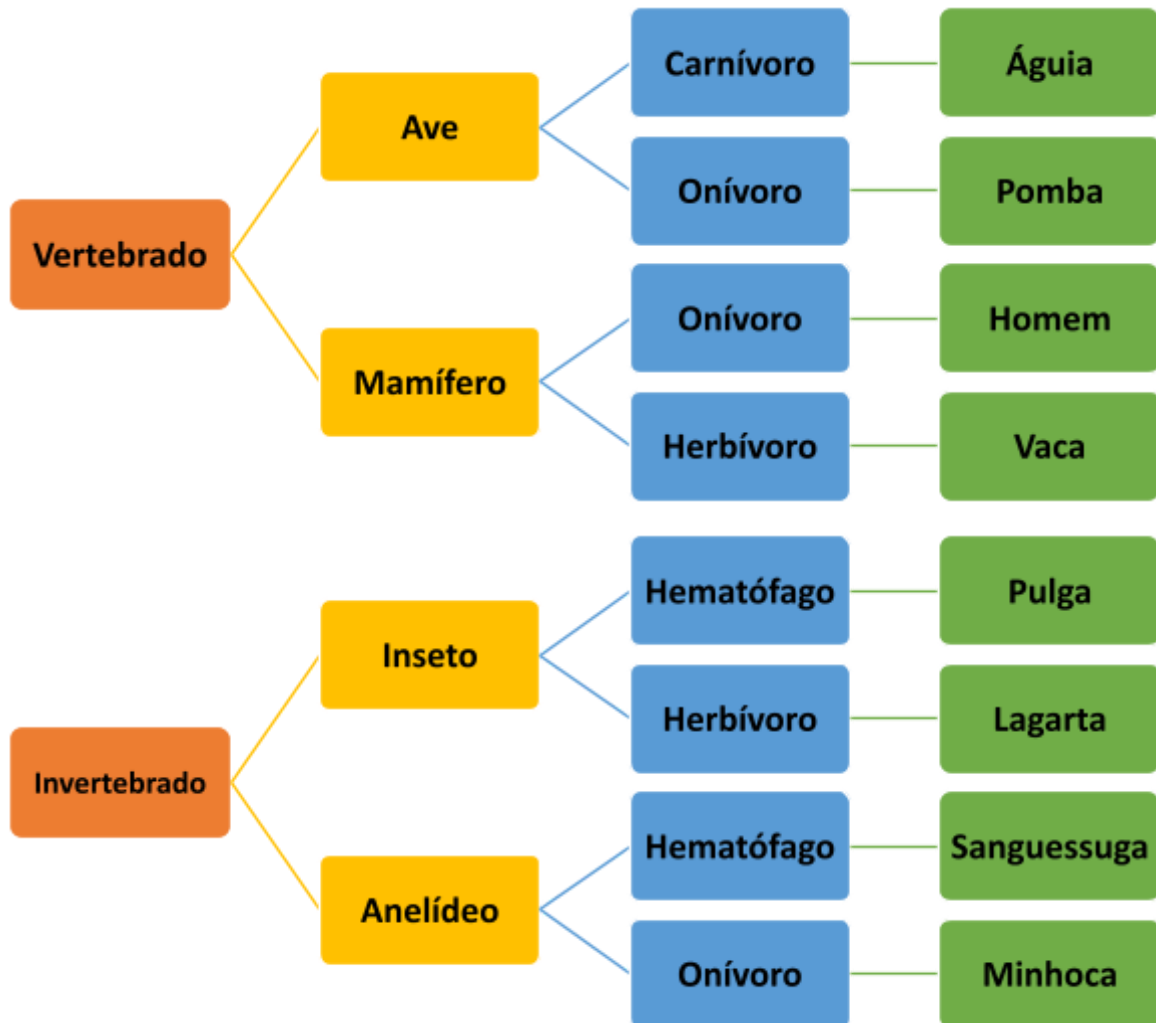 Vertebrado
Ave
Carnívoro
Águia
Onívoro
Pomba
Mamífero
Onívoro
Homem
Herbívoro
Vaca
Invertebrado
Inseto
Hematófago
Pulga
Herbívoro
Lagarta
Anelídeo
Hematófago
Sanguessuga
Onívoro
Minhoca